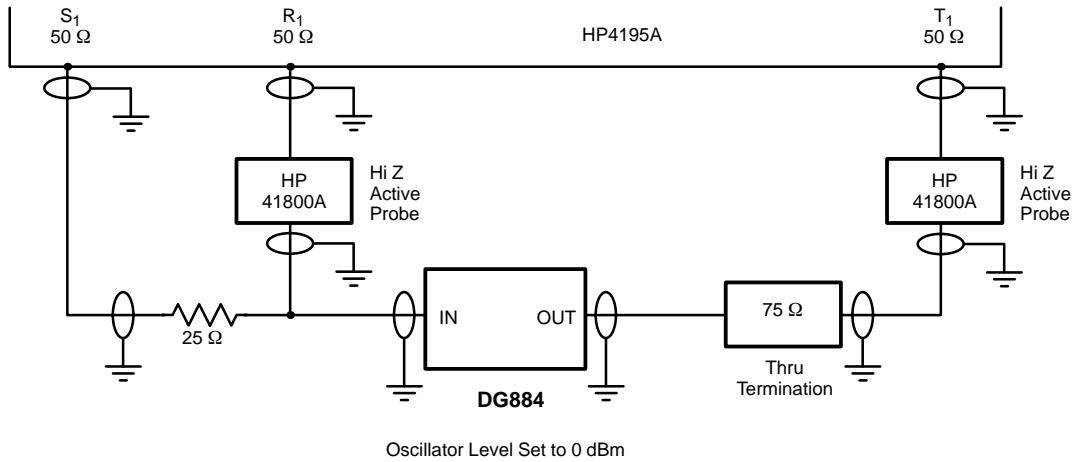 S1
50 Ω
R1
50 Ω
HP4195A
T1
50 Ω
HP
41800A
Hi Z
Active
Probe
HP
41800A
Hi Z
Active
Probe
25 Ω
IN
OUT
75 Ω
Thru
Termination
DG884
Oscillator Level Set to 0 dBm